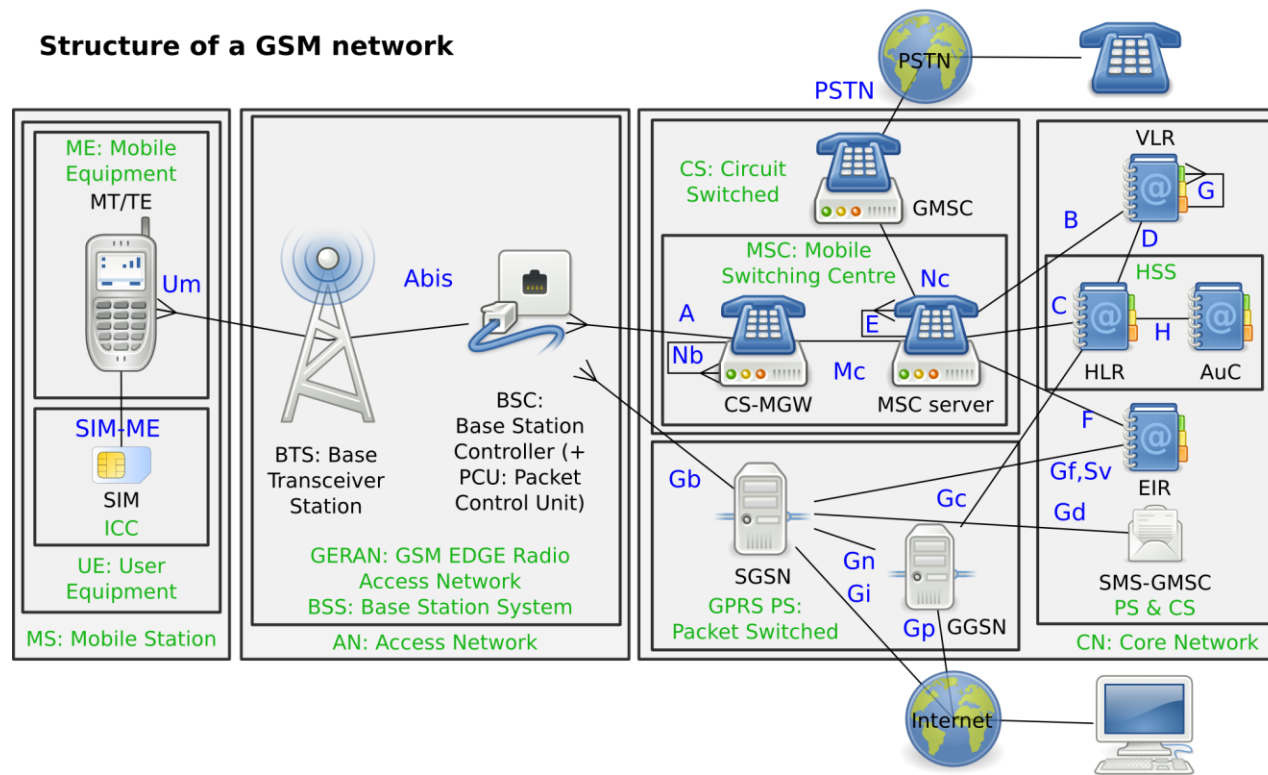 Structure of a GSM network
PSTN
PSTN
ME: Mobile
Equipment
MT/TE
Um
SIM-ME
SIM
ICC
UE: User
Equipment
MS: Mobile Station
Abis
BTS: Base
Transceiver
Station
BSC:
Base Station
Controller (+
PCU: Packet
Control Unit)
GERAN: GSM EDGE Radio
Access Network
BSS: Base Station System
AN: Access Network
CS: Circuit
Switched
GMSC
MSC: Mobile
Switching Centre
Nc
A
E
Nb
Mc
CS-MGW
MSC server
VLR
G
B
D
HSS
C
H
HLR
AuC
F
Gf,Sv
EIR
Gb
Gc
Gd
SGSN
Gn
Gi
GPRS PS:
Packet Switched
Gp
GGSN
SMS-GMSC
PS & CS
CN: Core Network
Internet